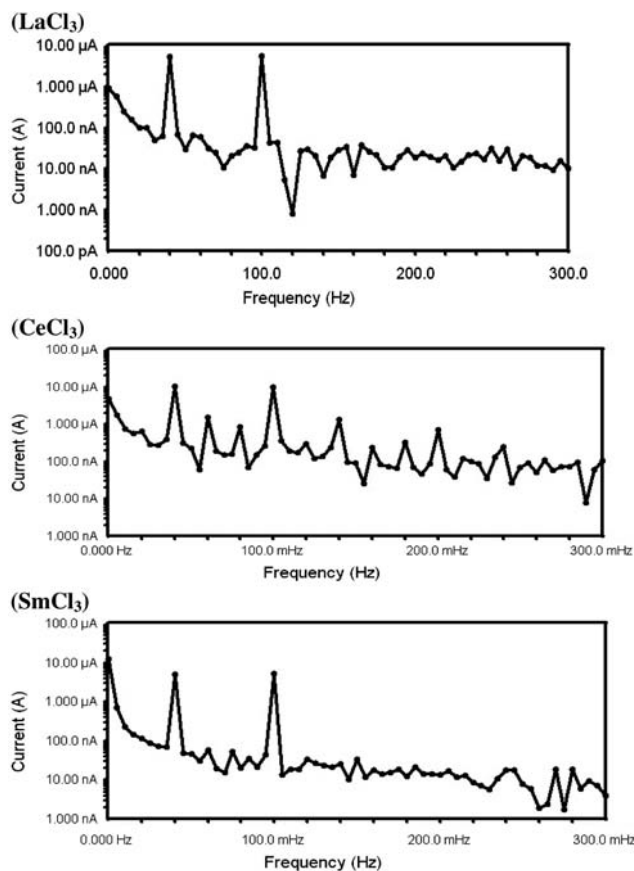 (LaCl₃)
10.00 µA
1.000 µA
100.0 nA
10.00 nA
1.000 nA
100.0 pA
Current (A)
0.000 100.0 200.0 300.0
Frequency (Hz)
(CeCl₃)
100.0 µA
10.00 µA
1.000 µA
100.0 nA
10.00 nA
1.000 nA
Current (A)
0.000 Hz 100.0 mHz 200.0 mHz 300.0 mHz
Frequency (Hz)
(SmCl₃)
100.0 µA
10.00 µA
1.000 µA
100.0 nA
10.00 nA
1.000 nA
Current (A)
0.000 Hz 100.0 mHz 200.0 mHz 300.0 mHz
Frequency (Hz)